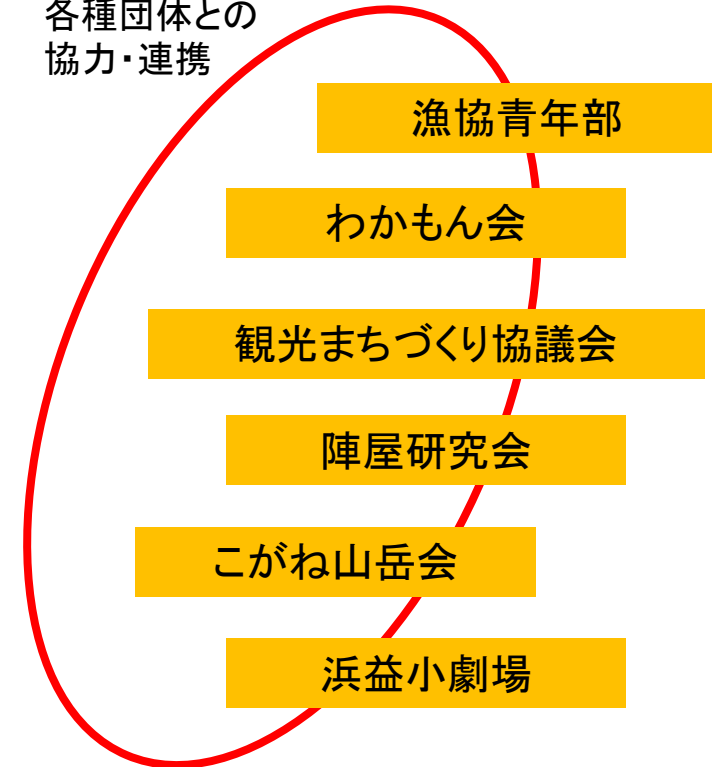 各種団体との
協力・連携
漁協青年部
わかもん会
観光まちづくり協議会
陣屋研究会
こがね山岳会
浜益小劇場